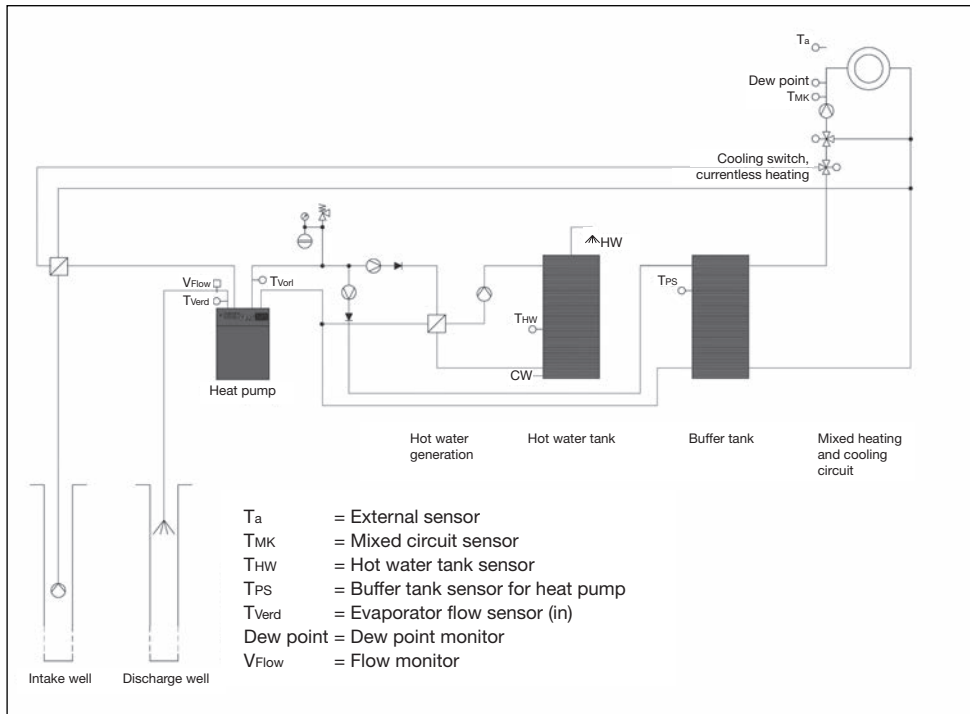 Ta
Dew point
TMK
Cooling switch,
currentless heating
HW
VFlow
TVorl
TPS
TVerd
THW
Heat pump
CW
Hot water
generation
Hot water tank
Buffer tank
Mixed heating
and cooling
circuit
Ta = External sensor
TMK = Mixed circuit sensor
THW = Hot water tank sensor
TPS = Buffer tank sensor for heat pump
TVerd = Evaporator flow sensor (in)
Dew point = Dew point monitor
VFlow = Flow monitor
Intake well
Discharge well